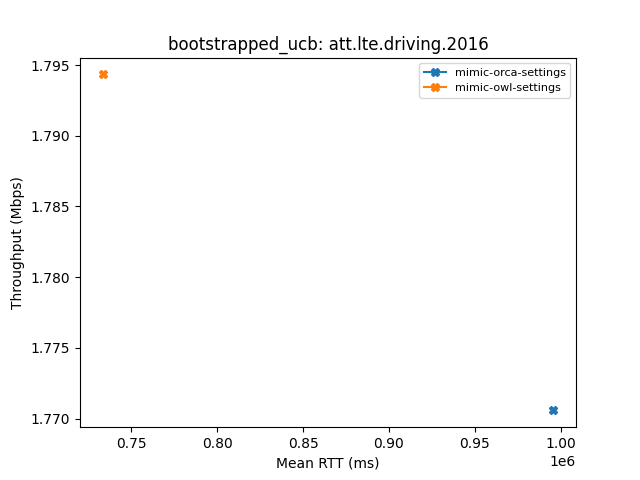 bootstrapped_ucb: att.lte.driving.2016
mimic-orca-settings
mimic-owl-settings
Throughput (Mbps)
1.795
1.790
1.785
1.780
1.775
1.770
0.75 0.80 0.85 0.90 0.95 1.00
1e6
Mean RTT (ms)